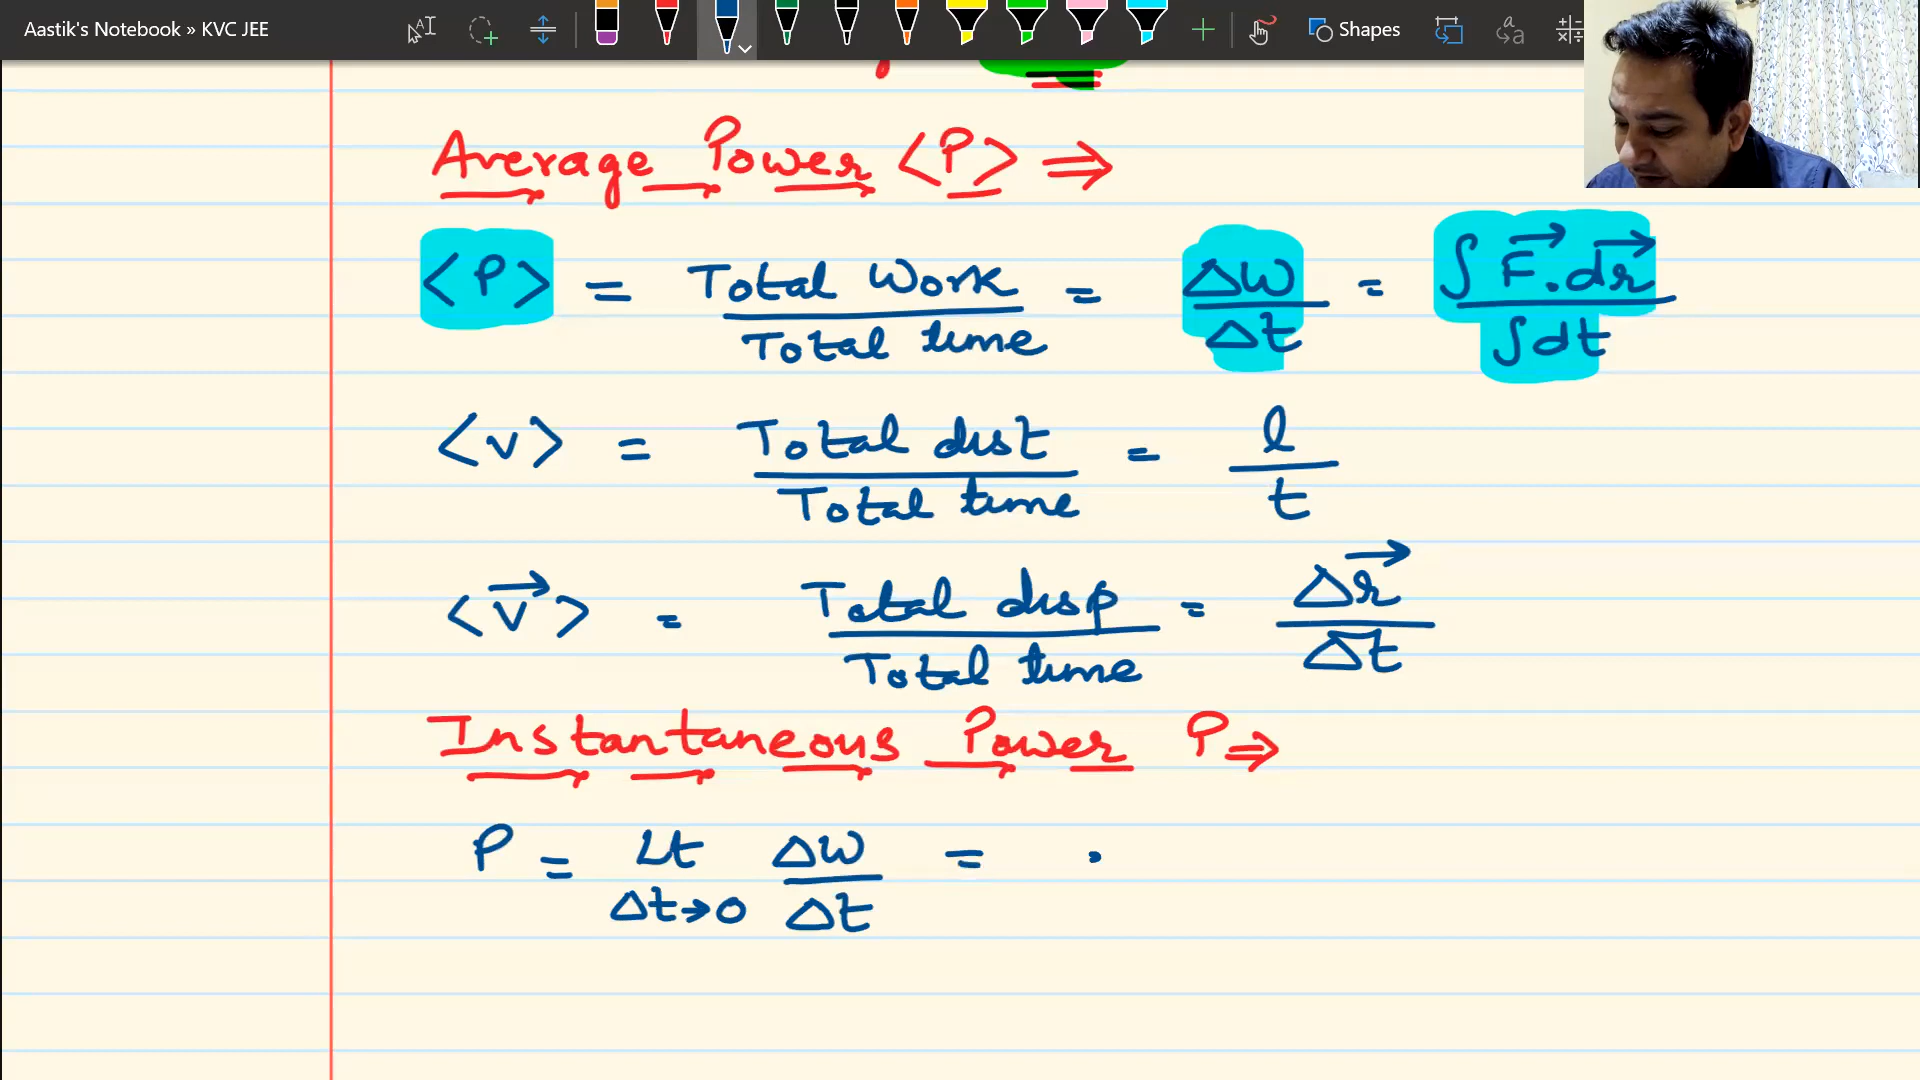 Aastik's Notebook » KVC JEE
Shapes
Average Power <P> ⇒
<P> = Total Work / Total time = ΔW / Δt = ∫ F⃗ . dr⃗ / ∫dt
<v> = Total dist / Total time = l / t
<v⃗> = Total disp / Total time = Δr⃗ / Δt
Instantaneous Power P ⇒
P = Lt Δt→0 ΔW / Δt =